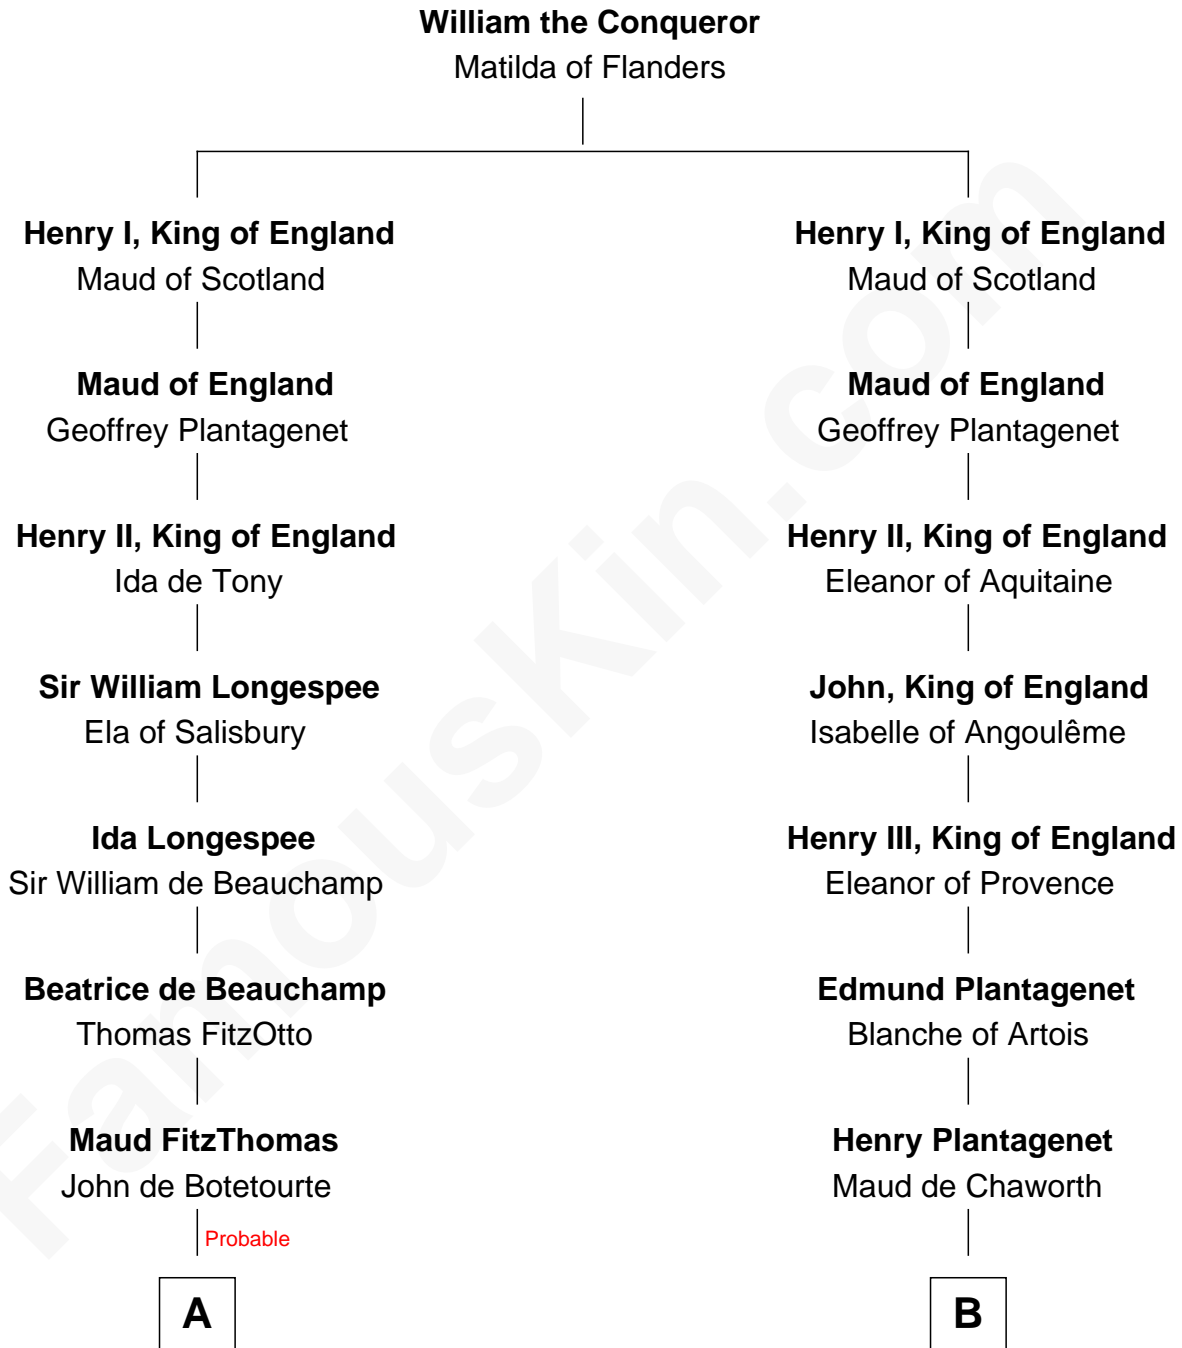 William the Conqueror
Matilda of Flanders
Henry I, King of England
Maud of Scotland
Maud of England
Geoffrey Plantagenet
Henry II, King of England
Ida de Tony
Sir William Longespee
Ela of Salisbury
Ida Longespee
Sir William de Beauchamp
Beatrice de Beauchamp
Thomas FitzOtto
Maud FitzThomas
John de Botetourte
Probable
A
Henry I, King of England
Maud of Scotland
Maud of England
Geoffrey Plantagenet
Henry II, King of England
Eleanor of Aquitaine
John, King of England
Isabelle of Angoulême
Henry III, King of England
Eleanor of Provence
Edmund Plantagenet
Blanche of Artois
Henry Plantagenet
Maud de Chaworth
B
FamousKin.com